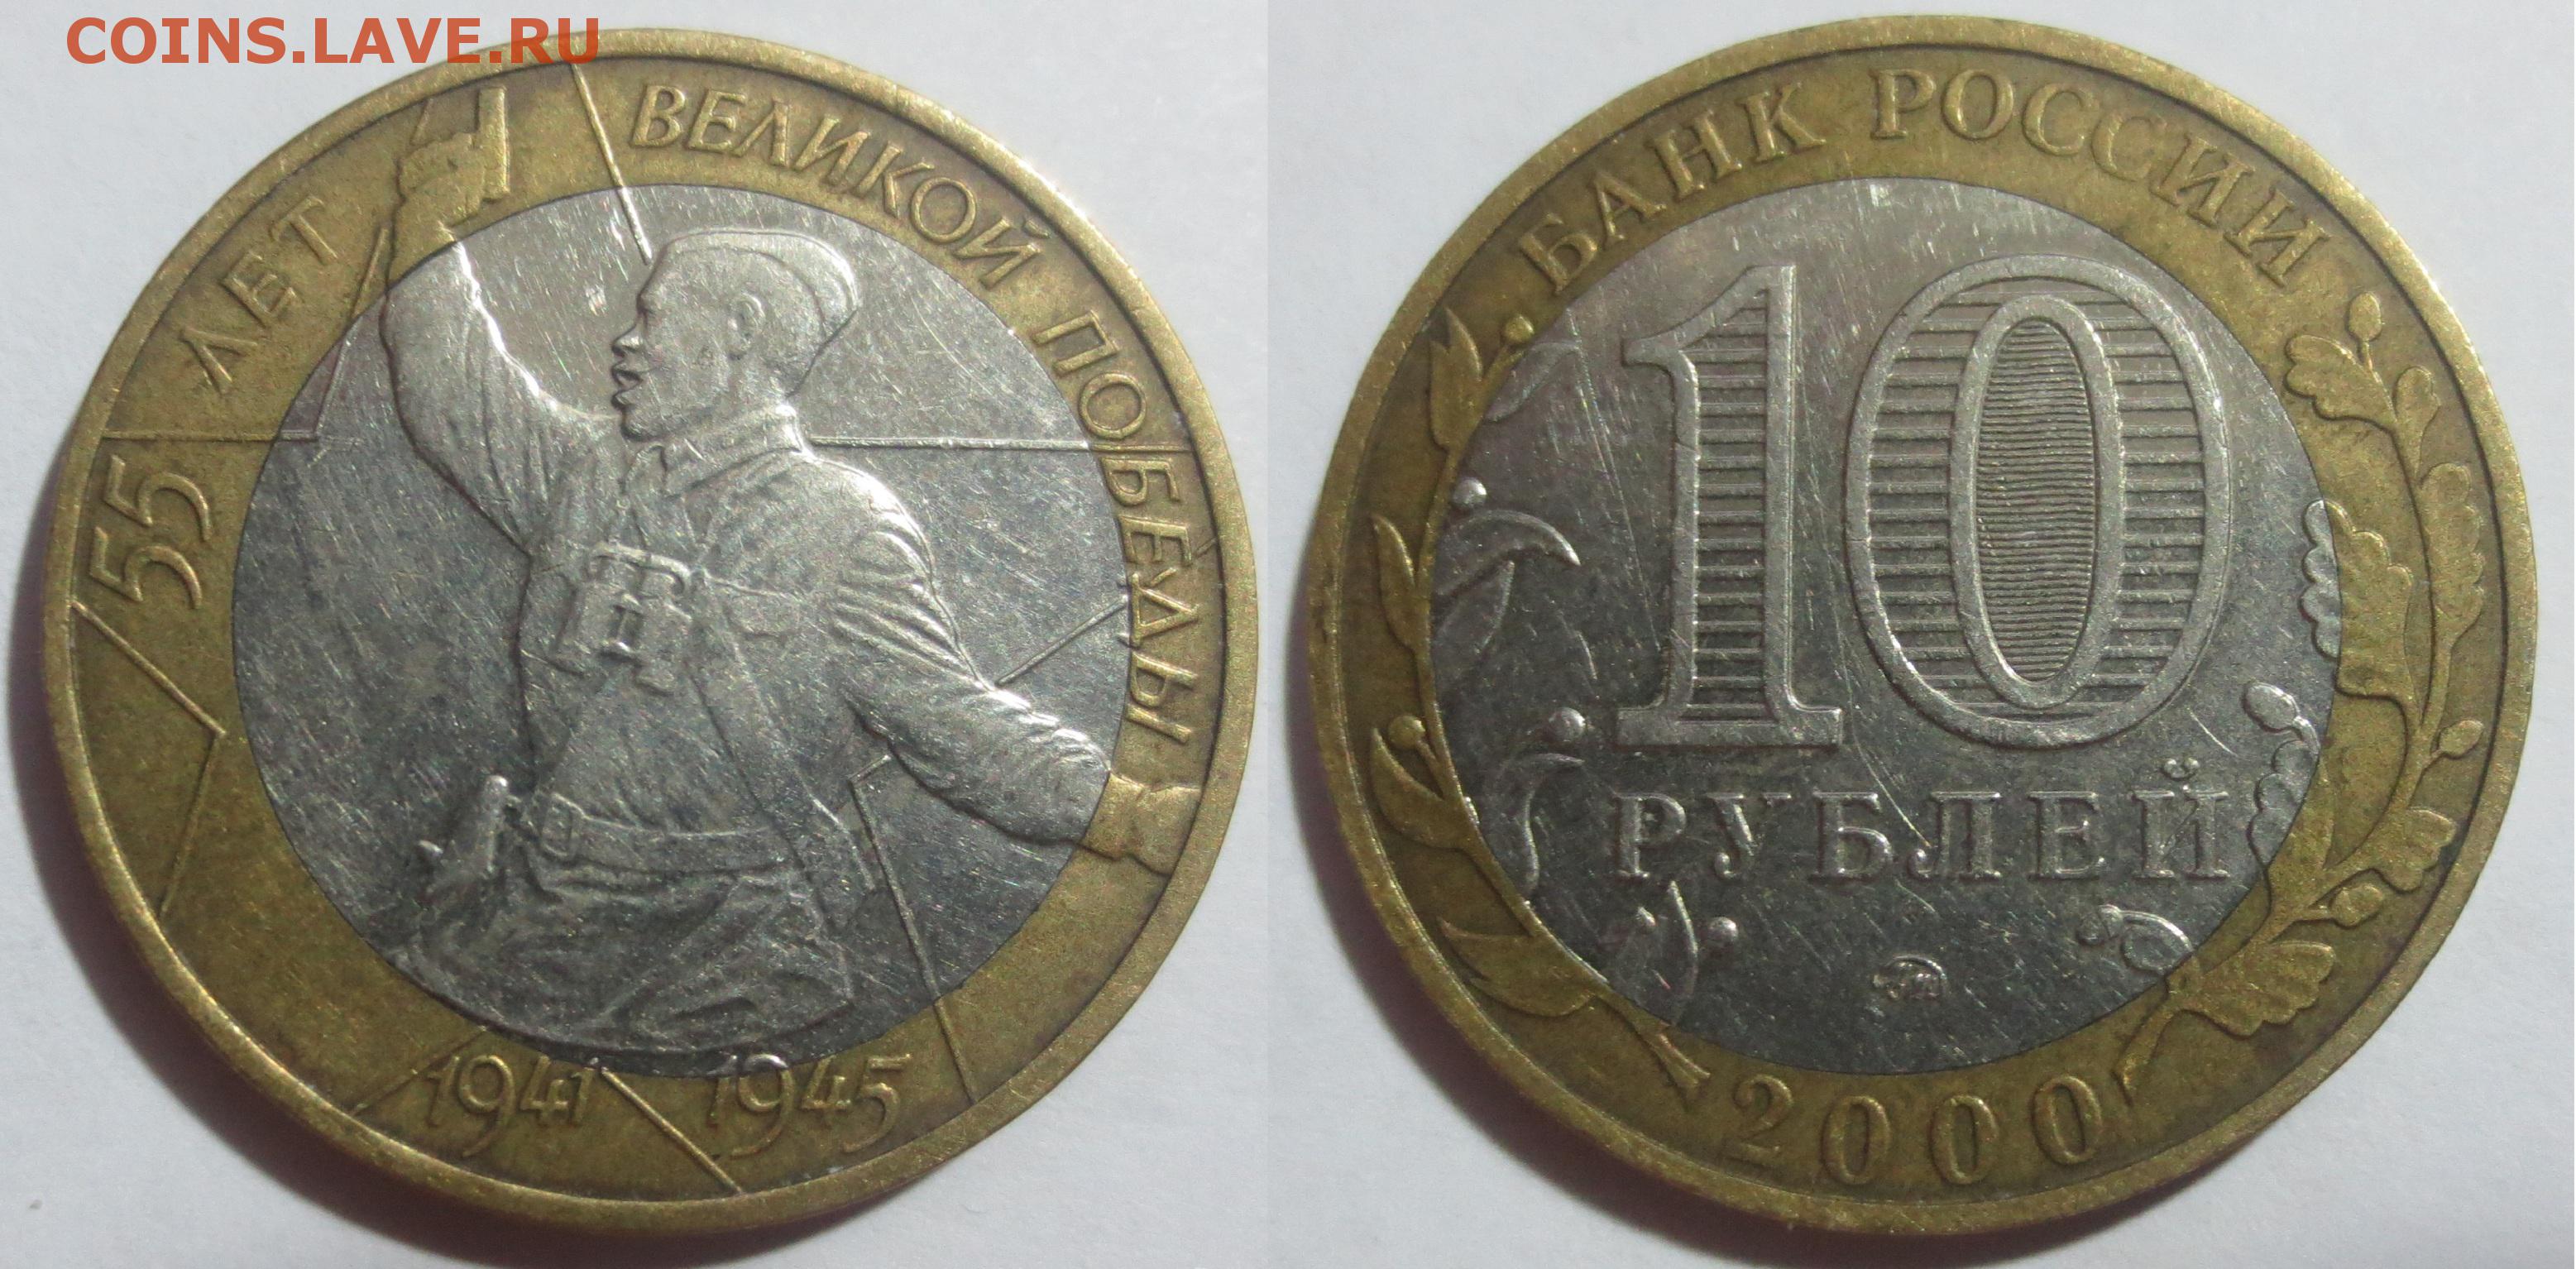 COINS.LAVE.RU
55 ЛЕТ ВЕЛИКОЙ ПОБЕДЫ
1941 1945
БАНК РОССИИ
10
РУБЛЕЙ
2000